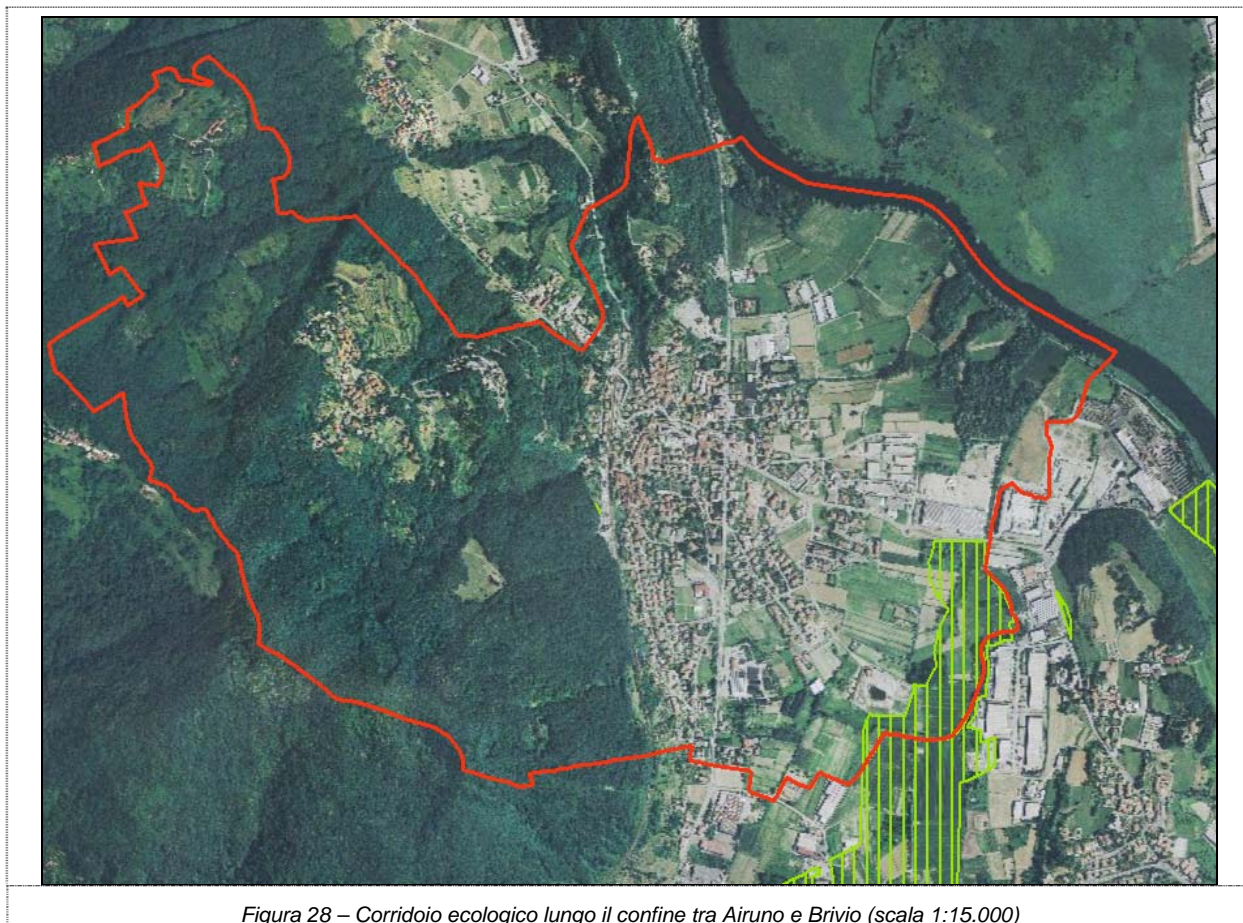 Figura 28 – Corridoio ecologico lungo il confine tra Airuno e Brivio (scala 1:15.000)